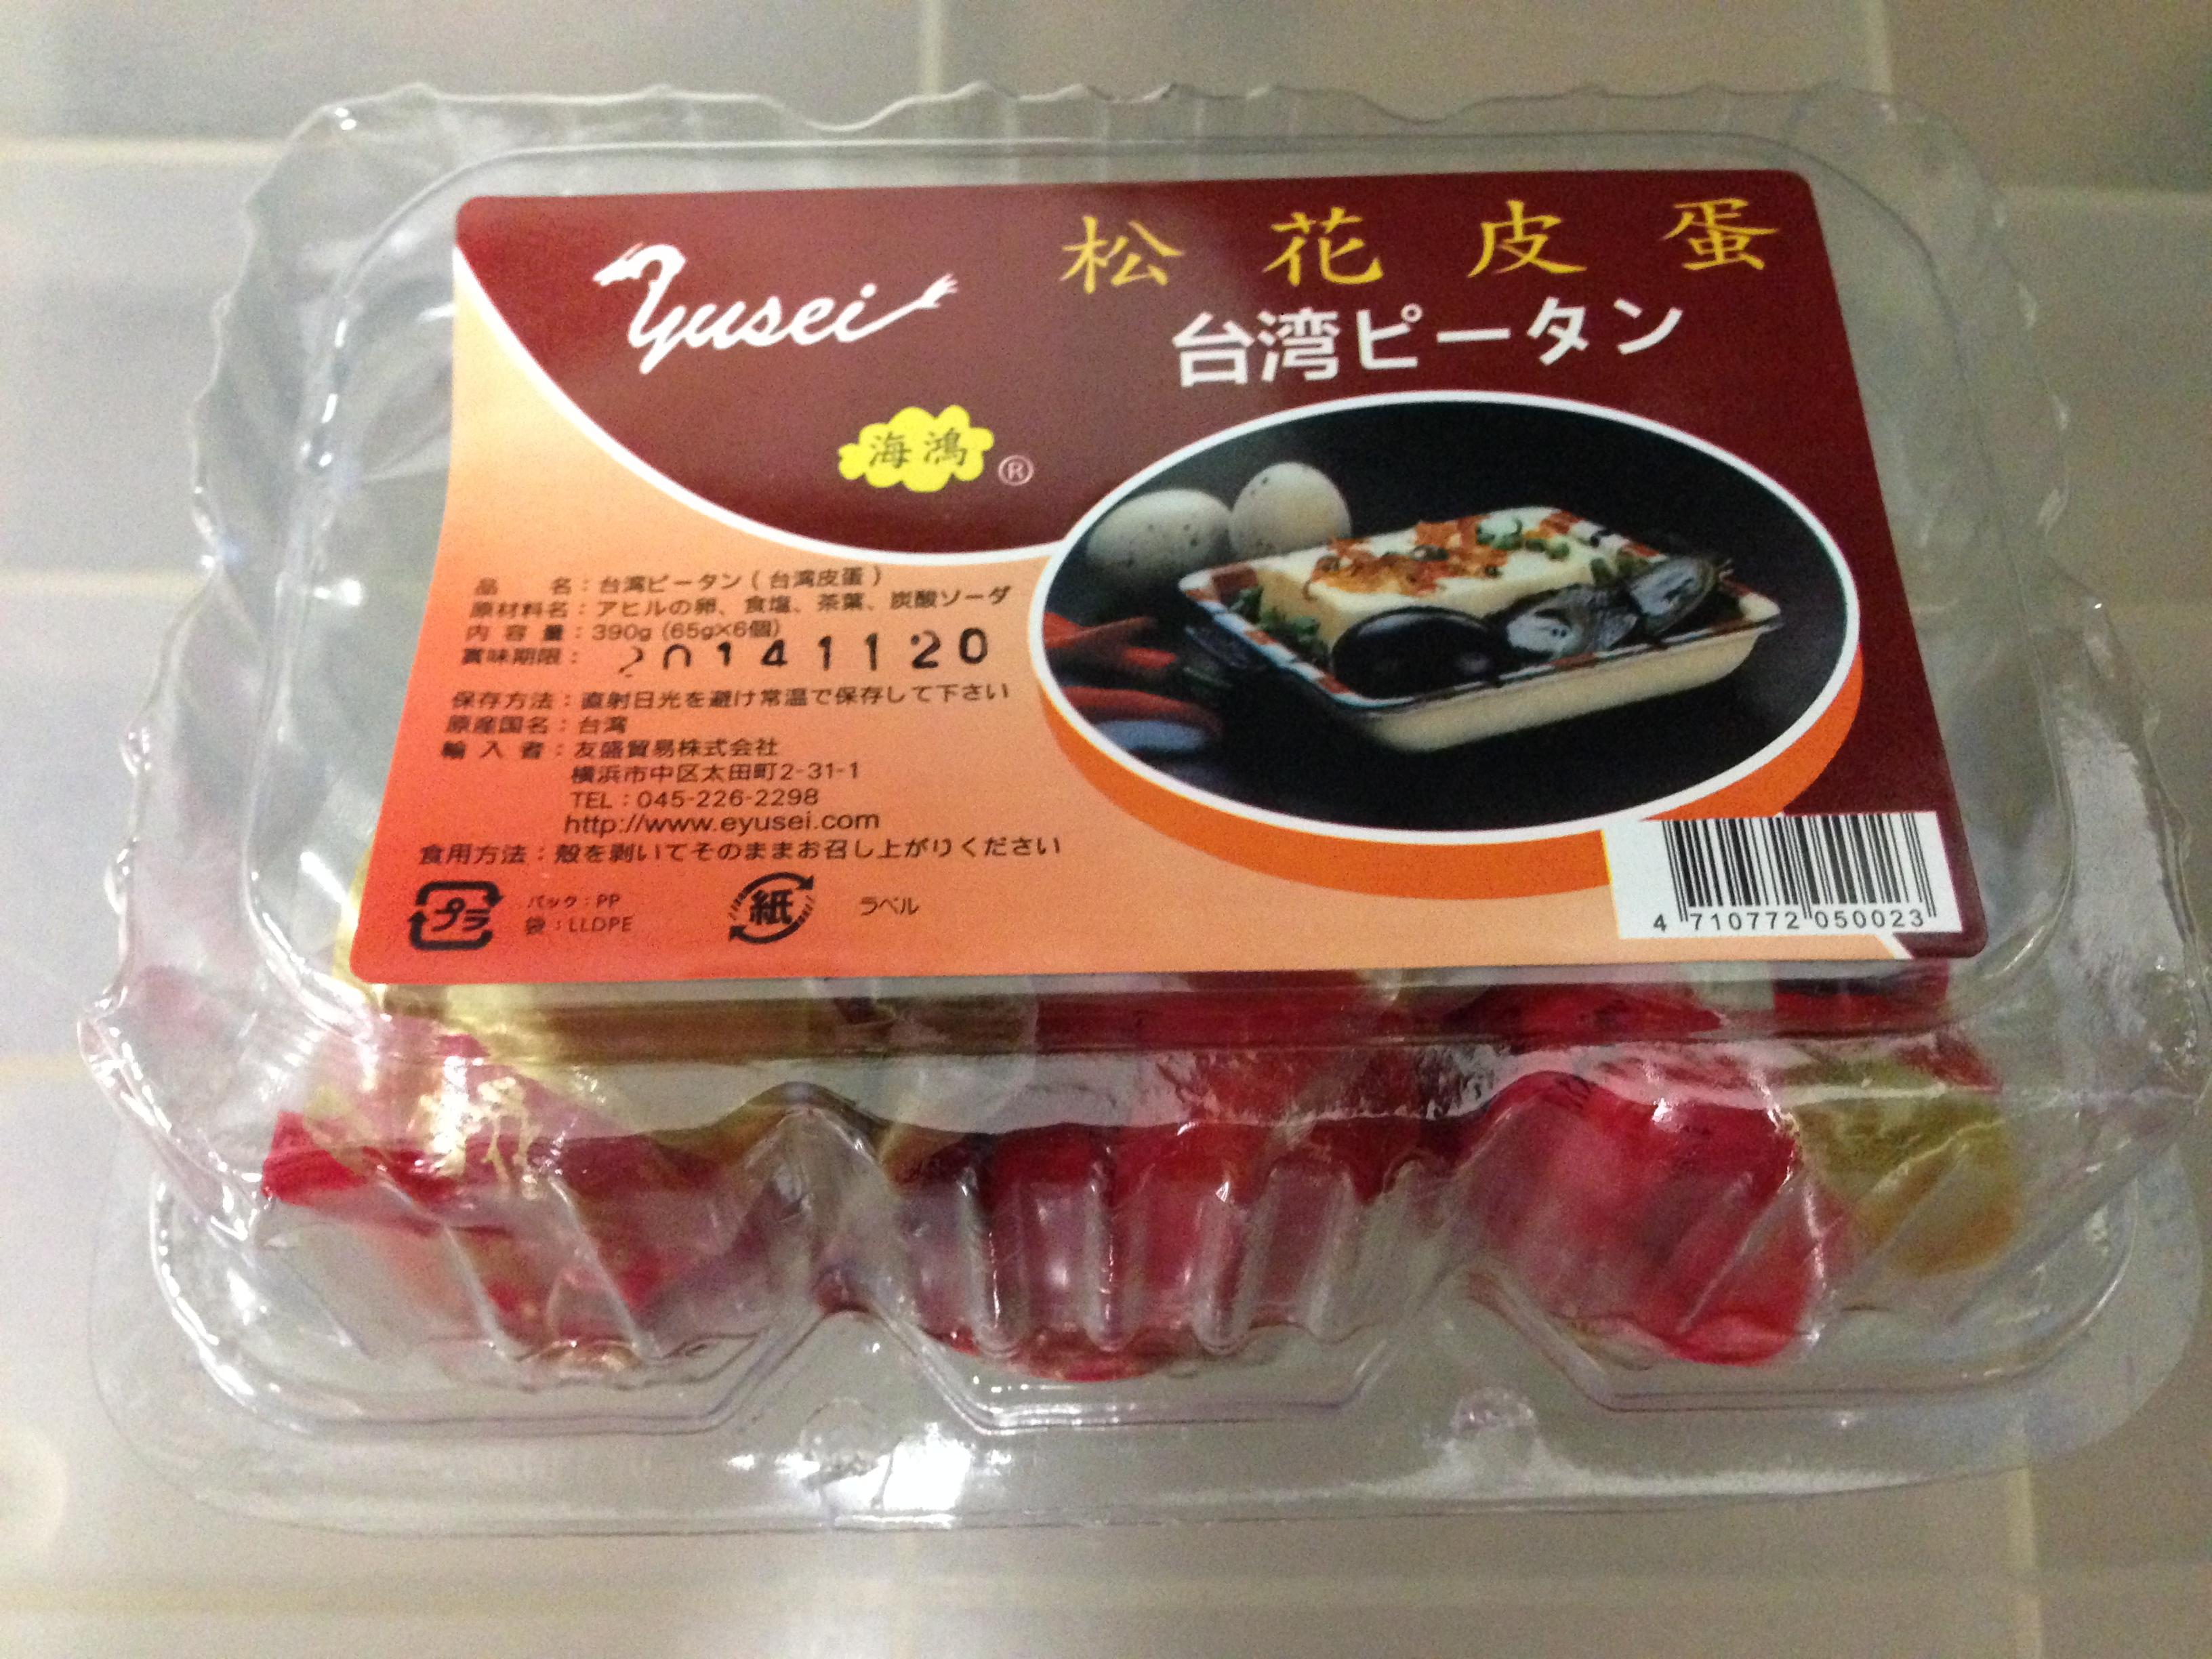 yusei
松花皮蛋
台湾ピータン
海鴻®
品名：台湾ピータン（台湾皮蛋）
原材料名：アヒルの卵、食塩、茶葉、炭酸ソーダ
内容量：390g (65g×6個)
賞味期限： 20141120
保存方法：直射日光を避け常温で保存して下さい
原産国名：台湾
輸入者：友盛貿易株式会社
横浜市中区太田町2-31-1
TEL：045-226-2298
http://www.eyusei.com
食用方法：殻を剥いてそのままお召し上がりください
プラ パック：PP
袋：LLDPE
紙 ラベル
4 710772 050023